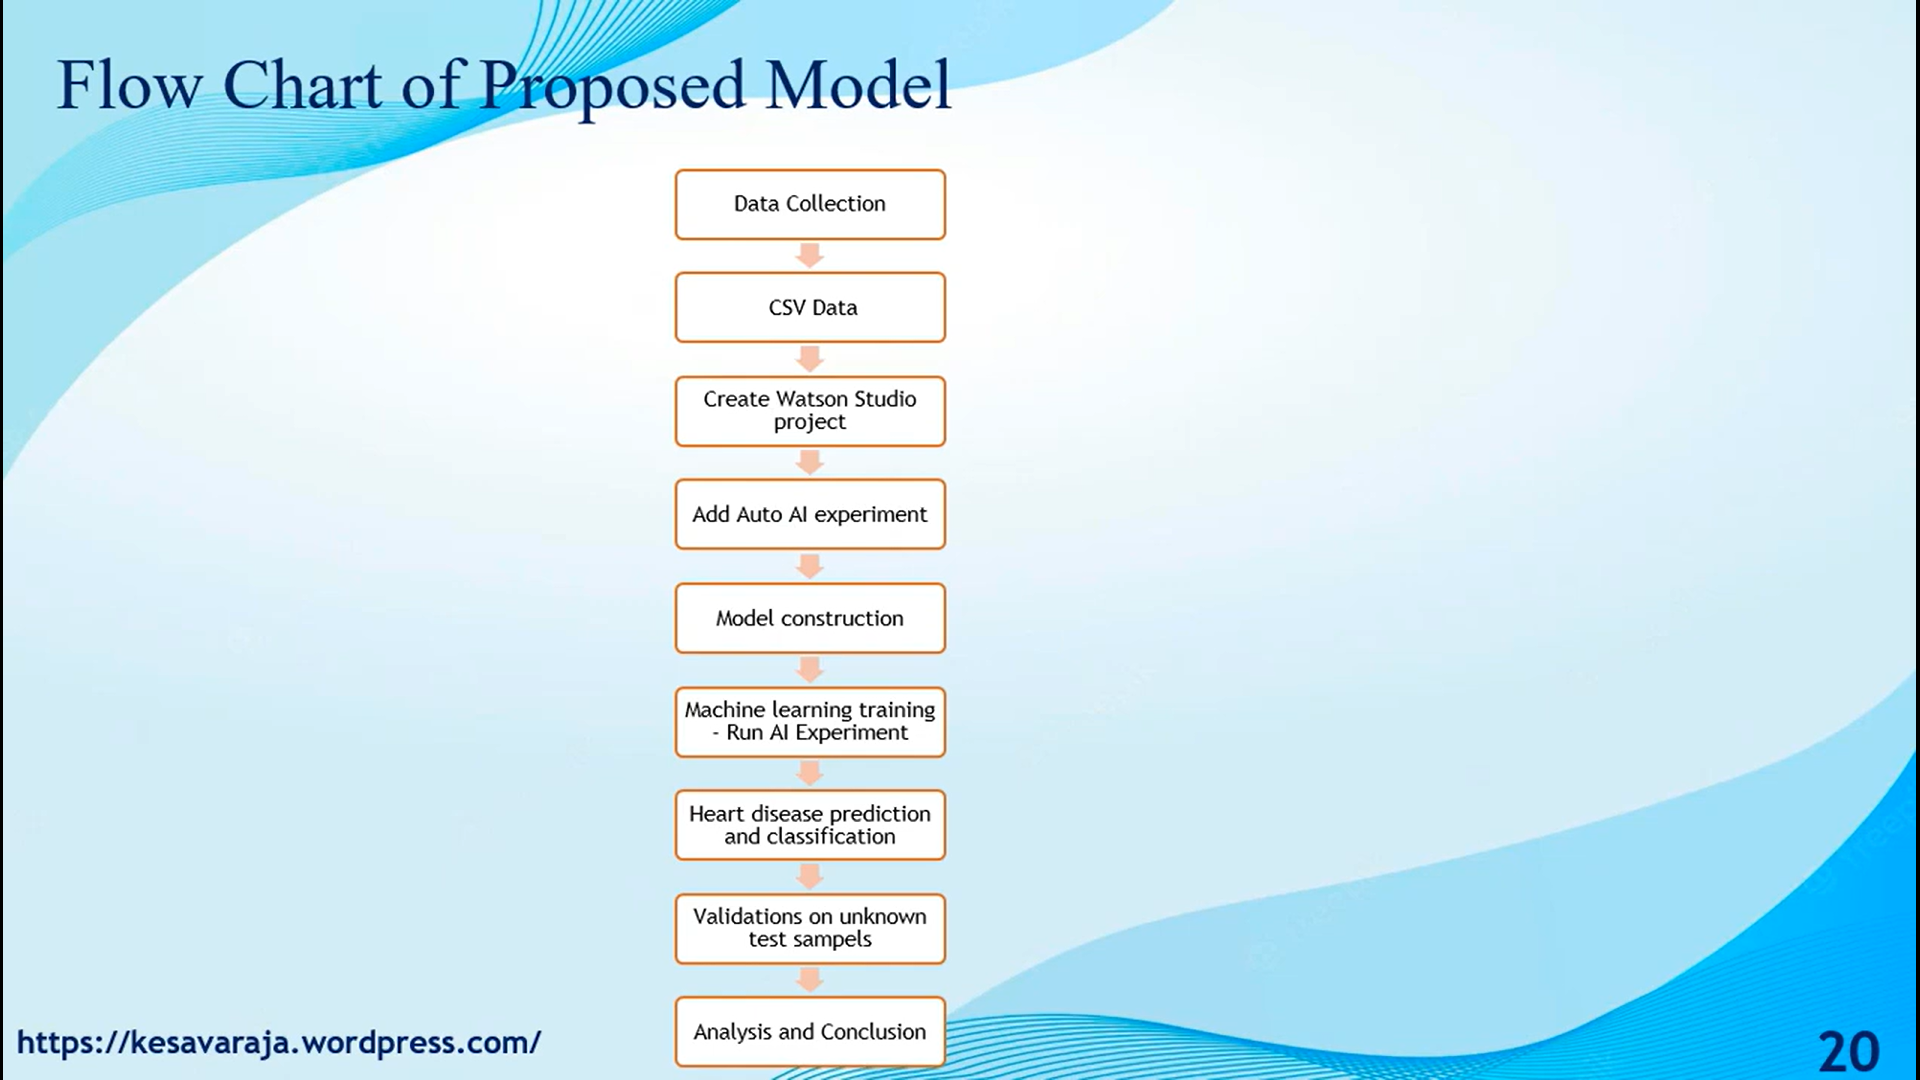 Flow Chart of Proposed Model
Data Collection
CSV Data
Create Watson Studio
project
Add Auto AI experiment
Model construction
Machine learning training
- Run AI Experiment
Heart disease prediction
and classification
Validations on unknown
test sampels
Analysis and Conclusion
https://kesavaraja.wordpress.com/
20